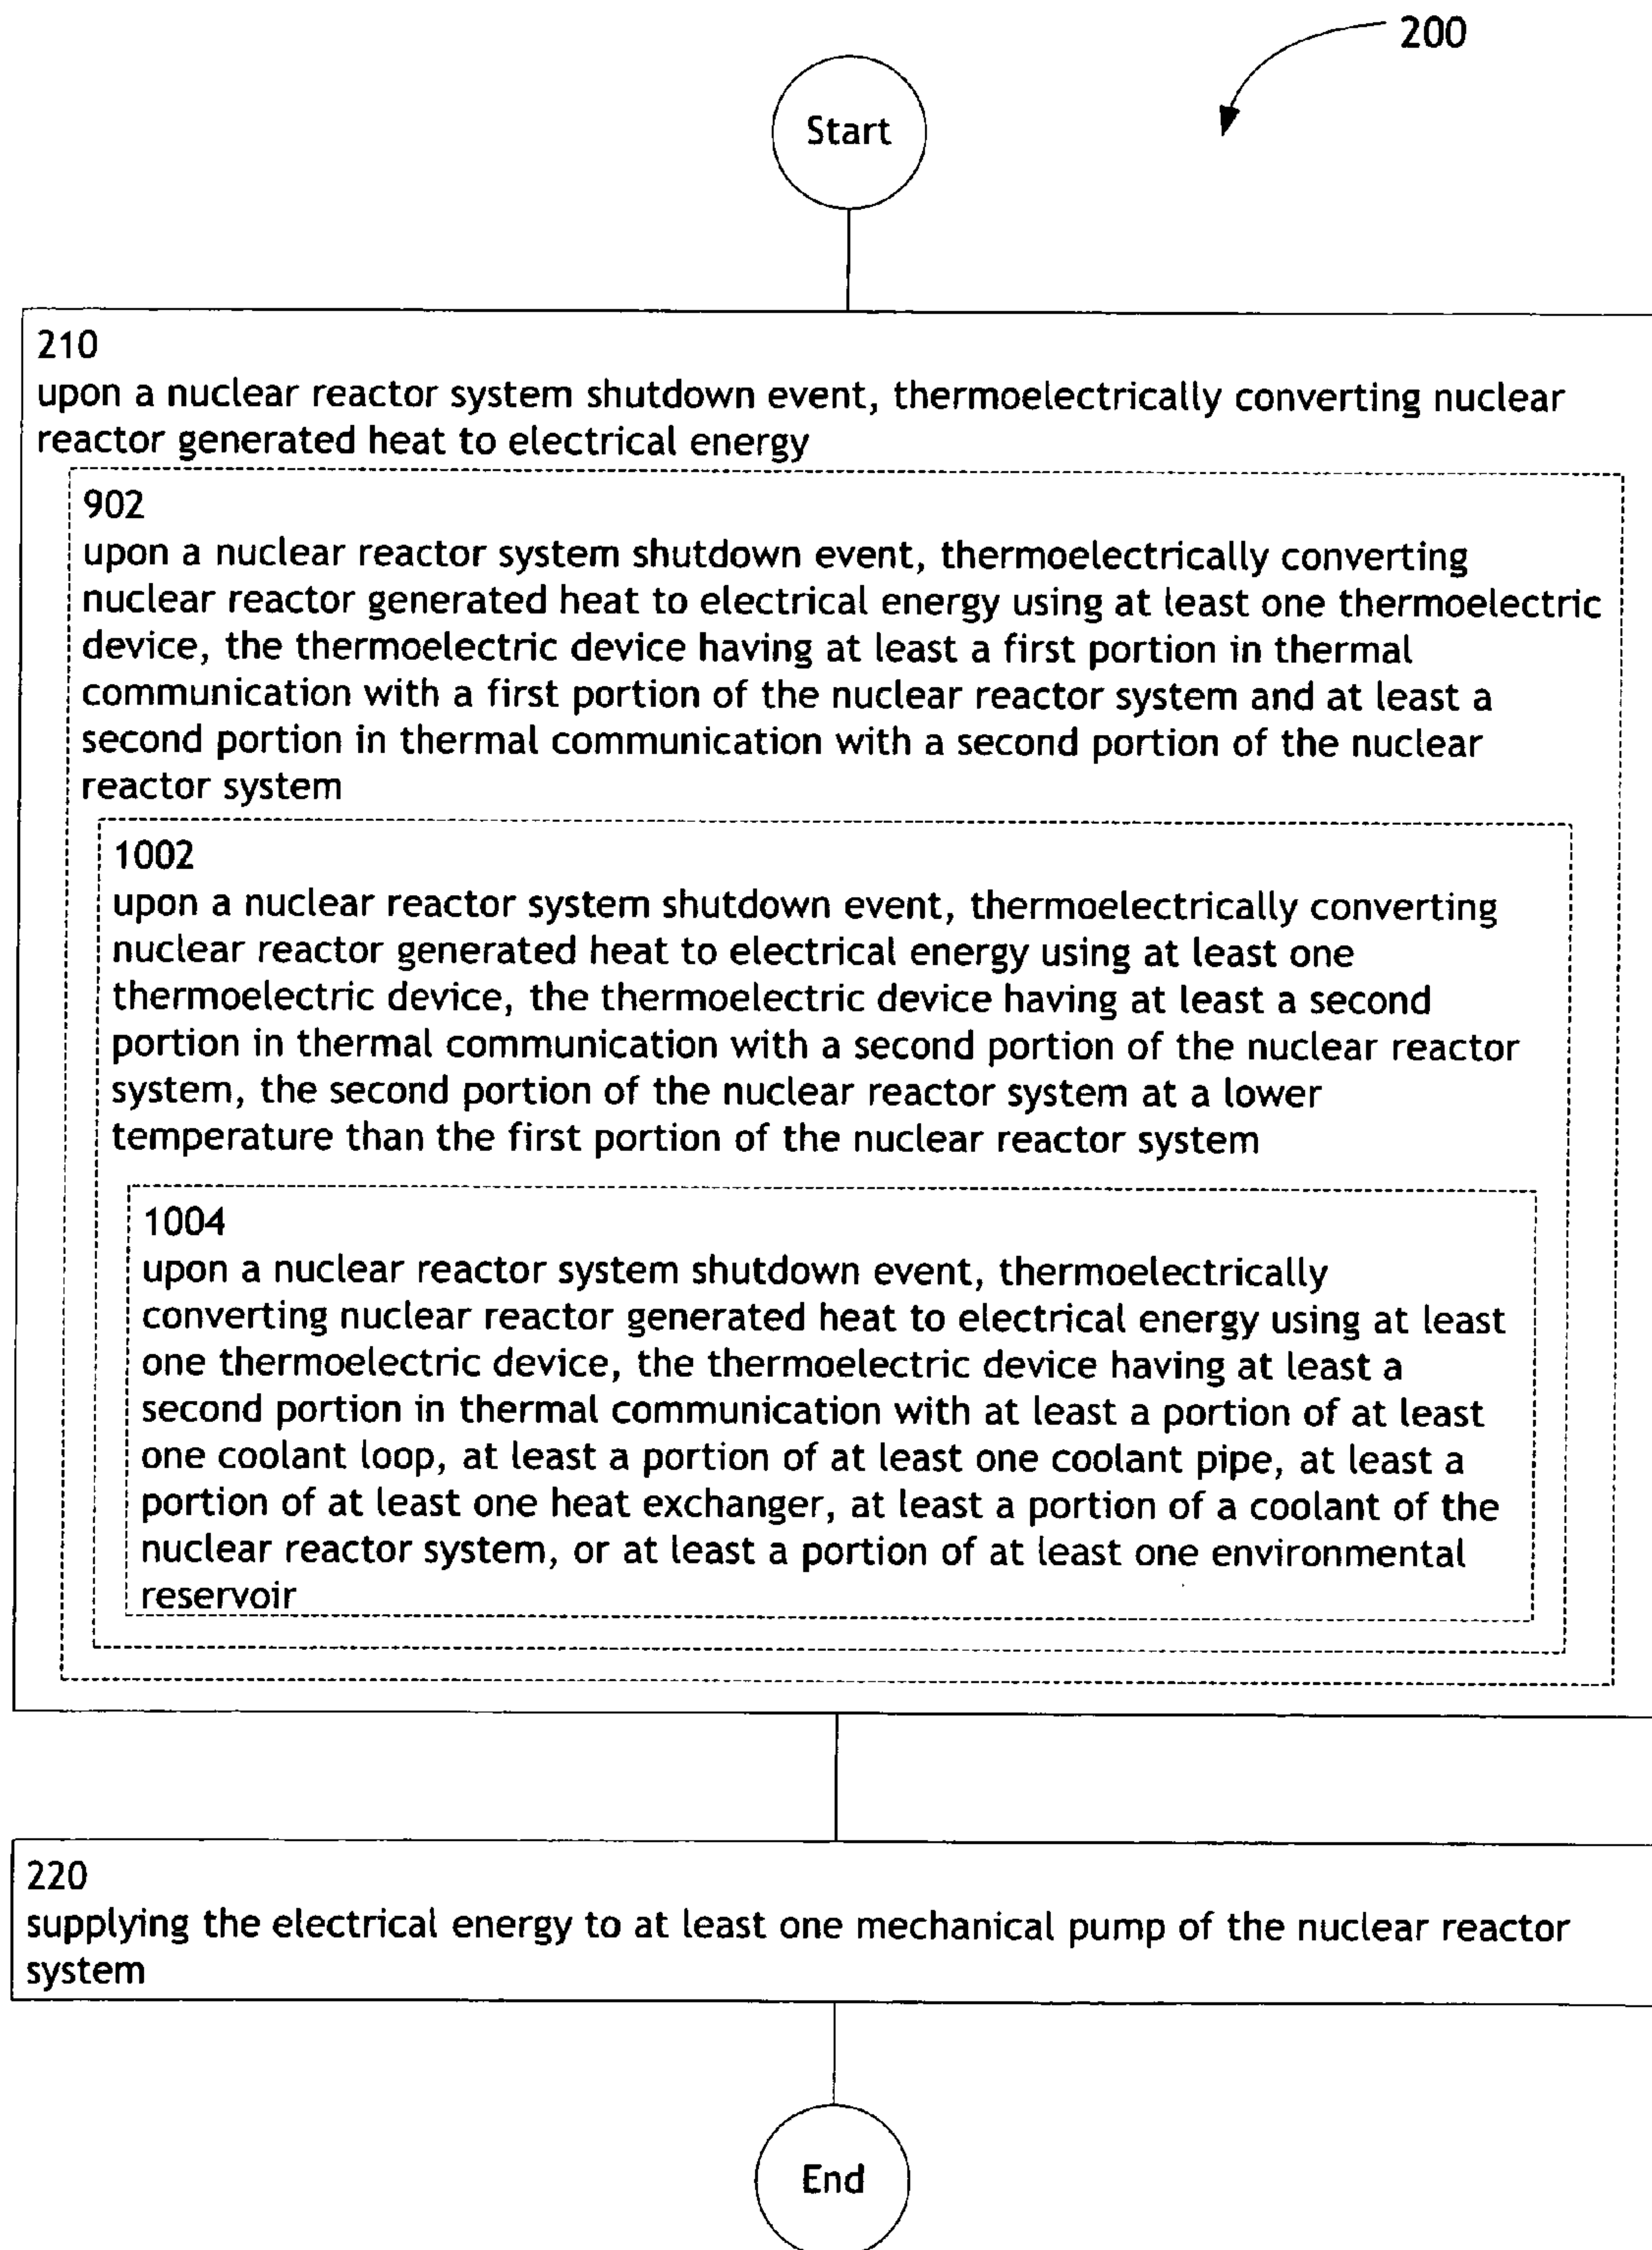 200
Start
210
upon a nuclear reactor system shutdown event, thermoelectrically converting nuclear
reactor generated heat to electrical energy
902
upon a nuclear reactor system shutdown event, thermoelectrically converting
nuclear reactor generated heat to electrical energy using at least one thermoelectric
device, the thermoelectric device having at least a first portion in thermal
communication with a first portion of the nuclear reactor system and at least a
second portion in thermal communication with a second portion of the nuclear
reactor system
1002
upon a nuclear reactor system shutdown event, thermoelectrically converting
nuclear reactor generated heat to electrical energy using at least one
thermoelectric device, the thermoelectric device having at least a second
portion in thermal communication with a second portion of the nuclear reactor
system, the second portion of the nuclear reactor system at a lower
temperature than the first portion of the nuclear reactor system
1004
upon a nuclear reactor system shutdown event, thermoelectrically
converting nuclear reactor generated heat to electrical energy using at least
one thermoelectric device, the thermoelectric device having at least a
second portion in thermal communication with at least a portion of at least
one coolant loop, at least a portion of at least one coolant pipe, at least a
portion of at least one heat exchanger, at least a portion of a coolant of the
nuclear reactor system, or at least a portion of at least one environmental
reservoir
220
supplying the electrical energy to at least one mechanical pump of the nuclear reactor
system
End